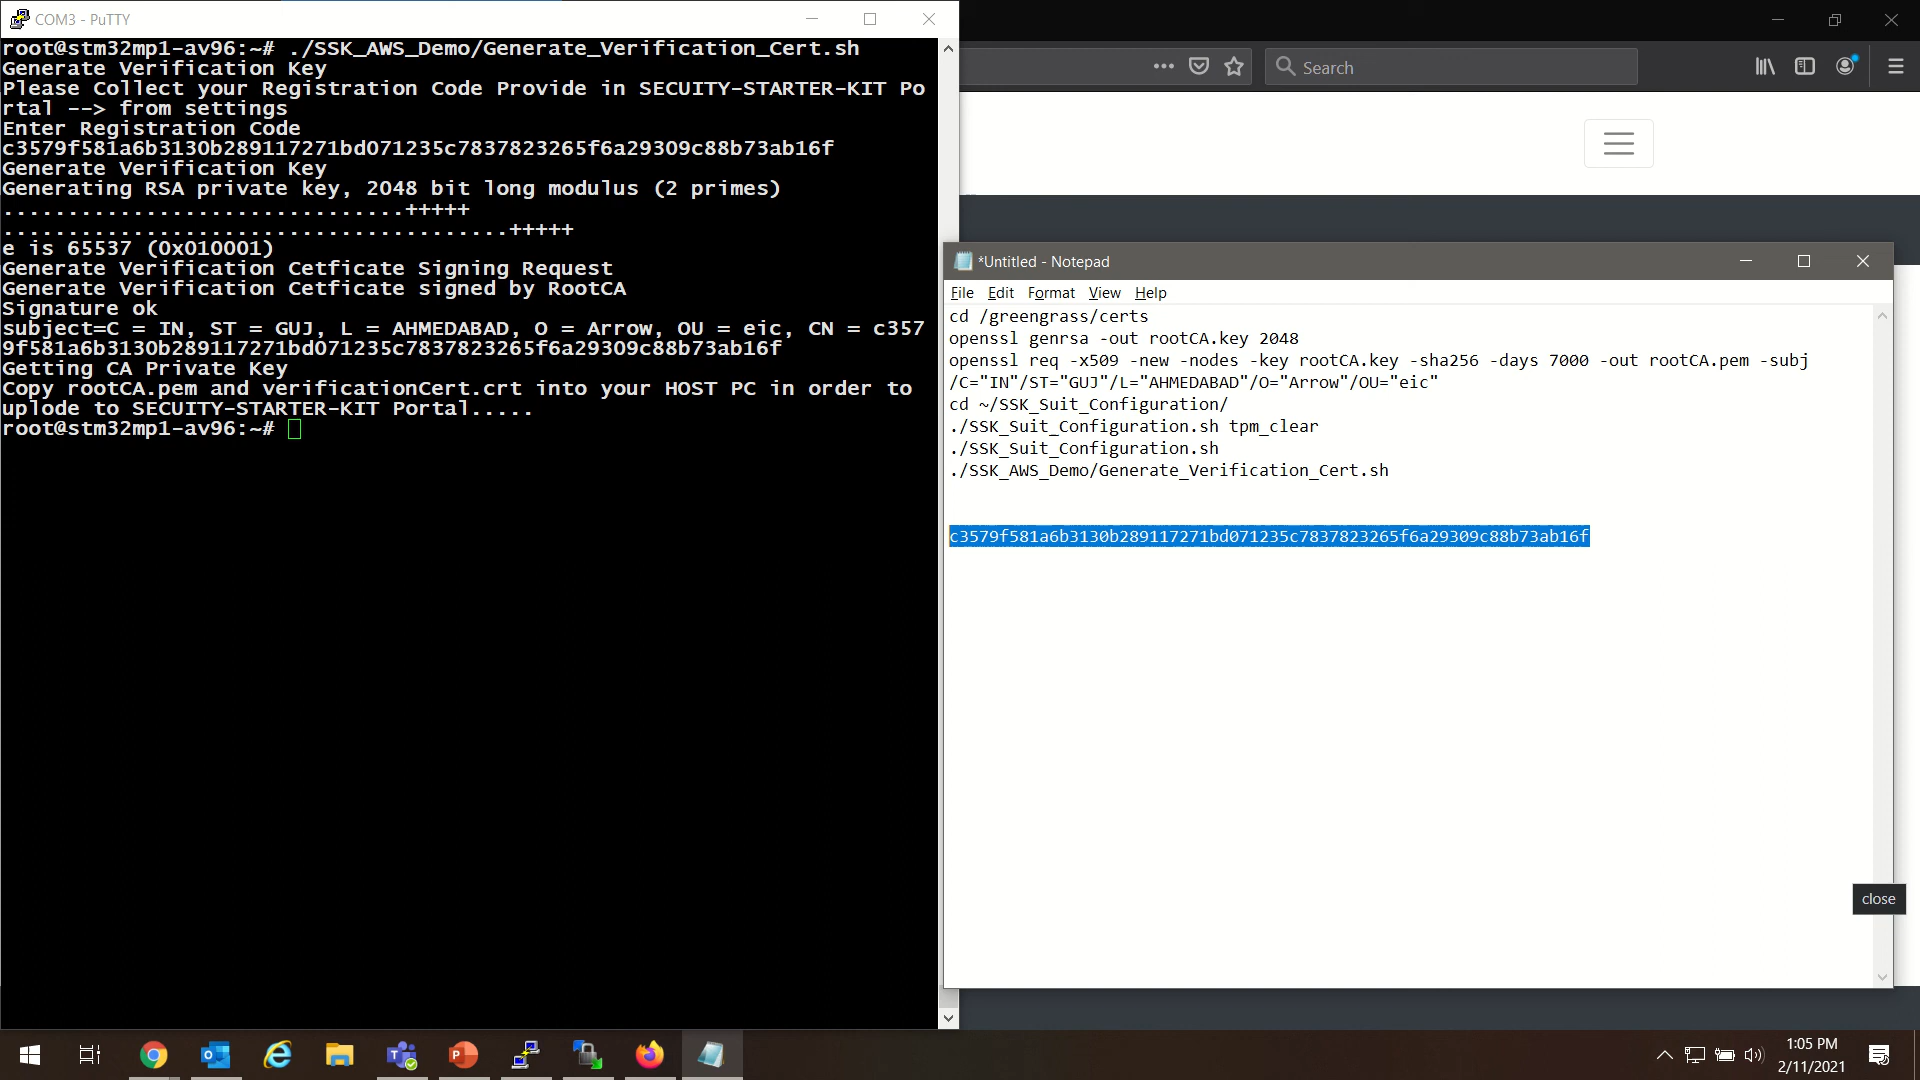 COM3 - PuTTY
root@stm32mp1-av96:~# ./SSK_AWS_Demo/Generate_Verification_Cert.sh
Generate Verification Key
Please Collect your Registration Code Provide in SECUITY-STARTER-KIT Po
rtal --> from settings
Enter Registration Code
c3579f581a6b3130b289117271bd071235c7837823265f6a29309c88b73ab16f
Generate Verification Key
Generating RSA private key, 2048 bit long modulus (2 primes)
...............................+++++
.......................................+++++
e is 65537 (0x010001)
Generate Verification Cetficate Signing Request
Generate Verification Cetficate signed by RootCA
Signature ok
subject=C = IN, ST = GUJ, L = AHMEDABAD, O = Arrow, OU = eic, CN = c357
9f581a6b3130b289117271bd071235c7837823265f6a29309c88b73ab16f
Getting CA Private Key
Copy rootCA.pem and verificationCert.crt into your HOST PC in order to
uplode to SECUITY-STARTER-KIT Portal.....
root@stm32mp1-av96:~#
Search
*Untitled - Notepad
File Edit Format View Help
cd /greengrass/certs
openssl genrsa -out rootCA.key 2048
openssl req -x509 -new -nodes -key rootCA.key -sha256 -days 7000 -out rootCA.pem -subj
/C="IN"/ST="GUJ"/L="AHMEDABAD"/O="Arrow"/OU="eic"
cd ~/SSK_Suit_Configuration/
./SSK_Suit_Configuration.sh tpm_clear
./SSK_Suit_Configuration.sh
./SSK_AWS_Demo/Generate_Verification_Cert.sh
c3579f581a6b3130b289117271bd071235c7837823265f6a29309c88b73ab16f
close
1:05 PM
2/11/2021